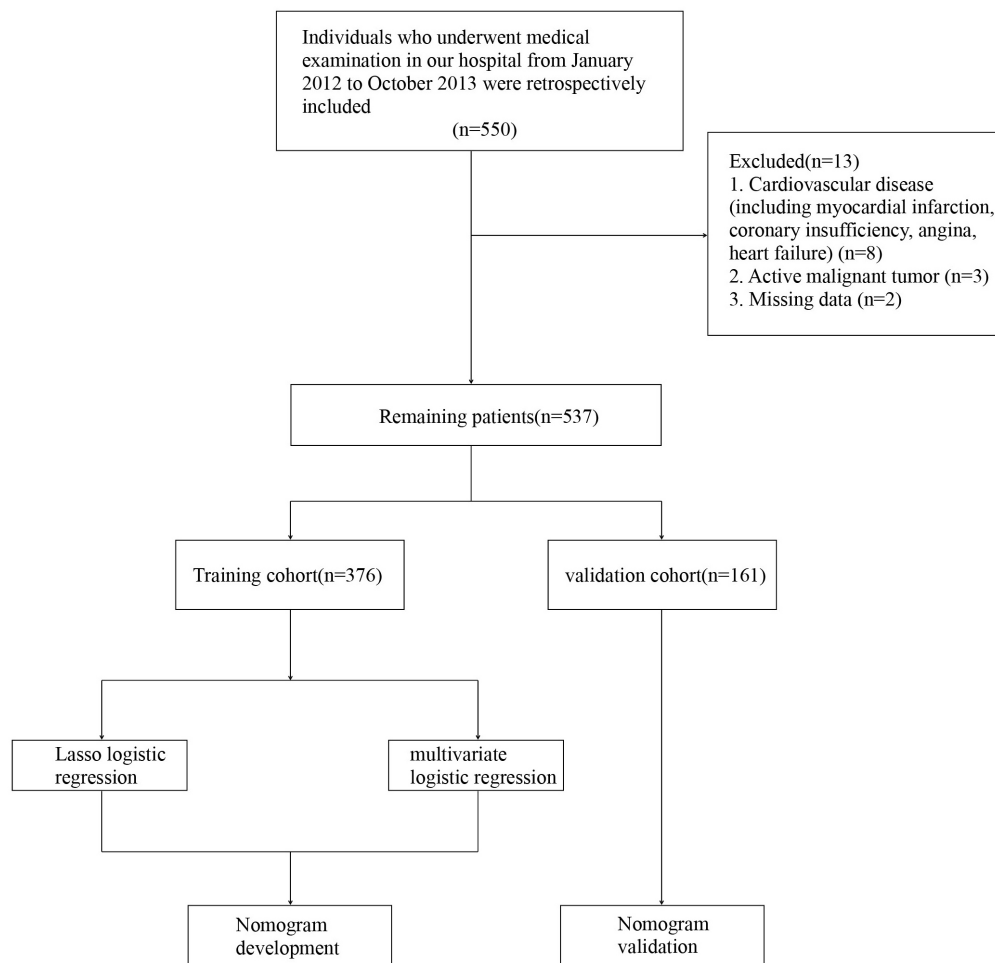 Individuals who underwent medical
examination in our hospital from January
2012 to October 2013 were retrospectively
included
(n=550)
Excluded(n=13)
1. Cardiovascular disease
(including myocardial infarction,
coronary insufficiency, angina,
heart failure) (n=8)
2. Active malignant tumor (n=3)
3. Missing data (n=2)
Remaining patients(n=537)
Training cohort(n=376)
validation cohort(n=161)
Lasso logistic
regression
multivariate
logistic regression
Nomogram
development
Nomogram
validation